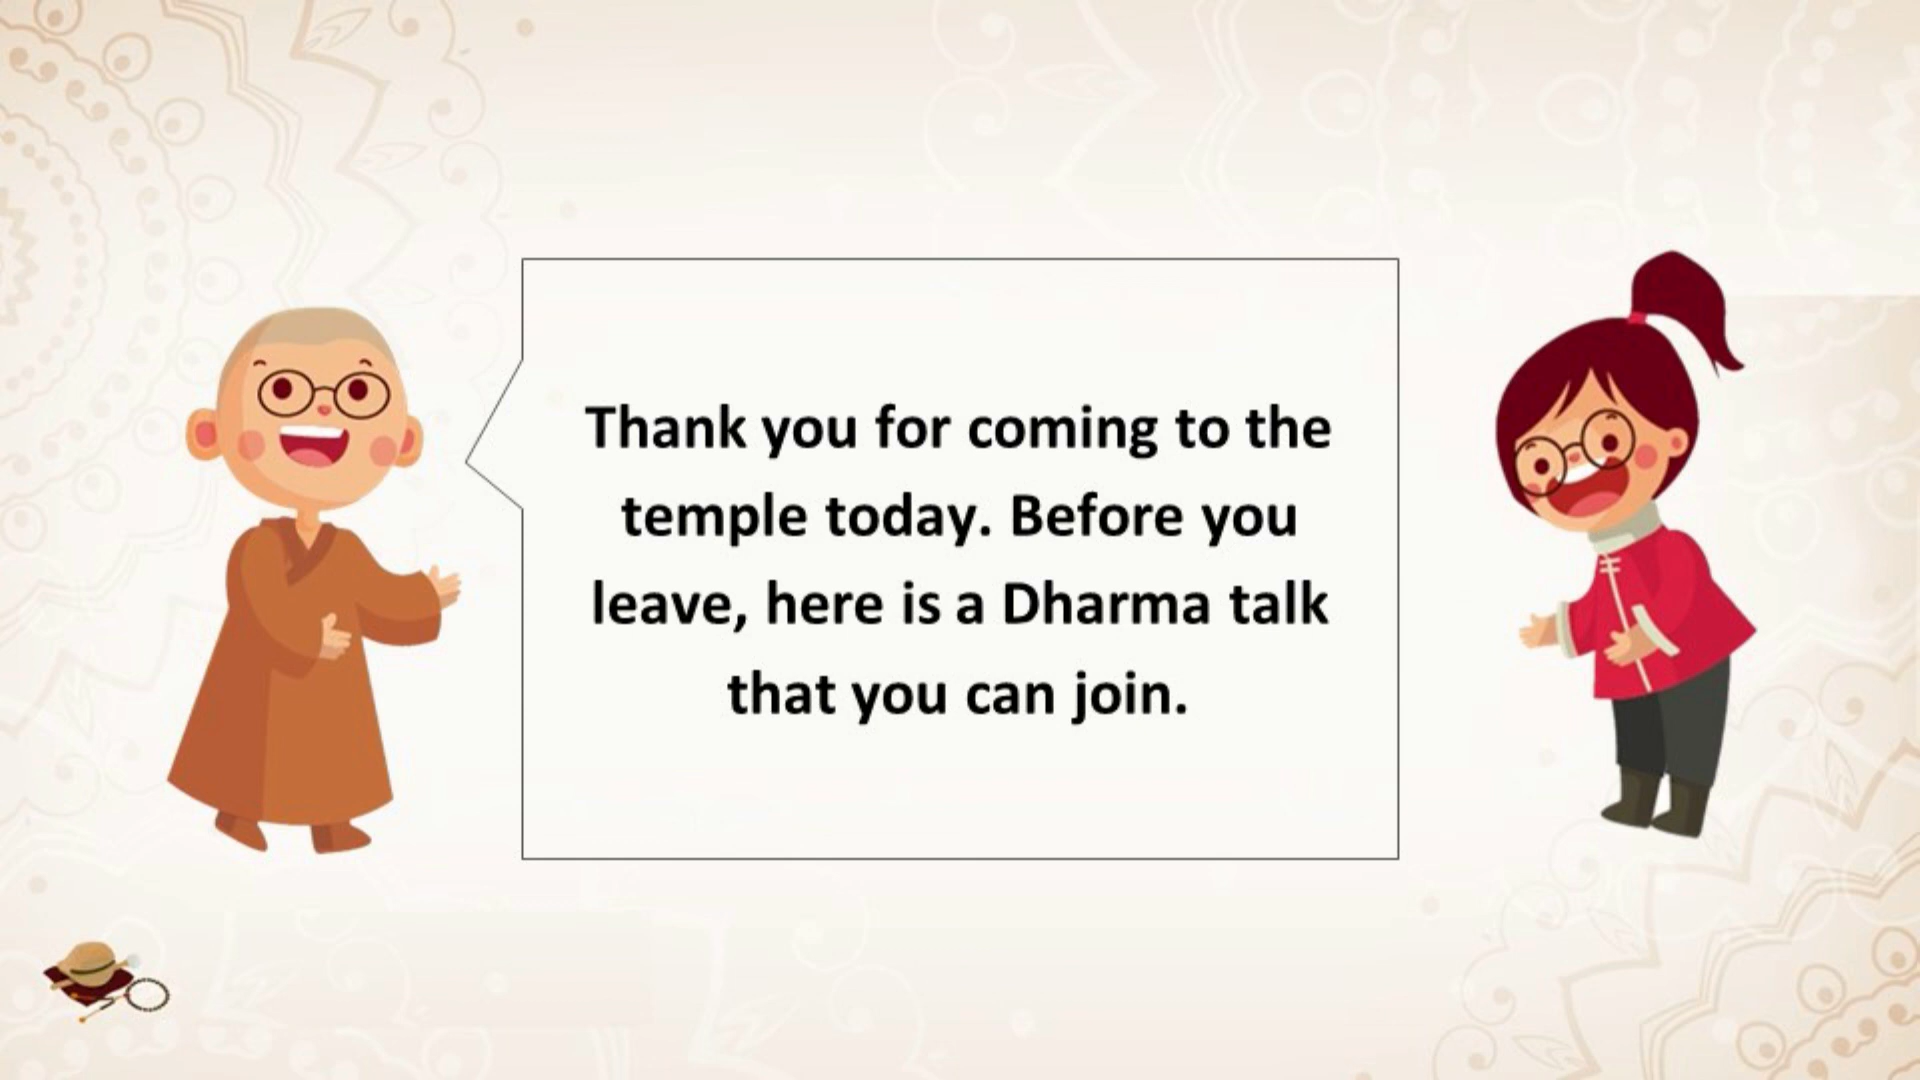 Thank you for coming to the
temple today. Before you
leave, here is a Dharma talk
that you can join.